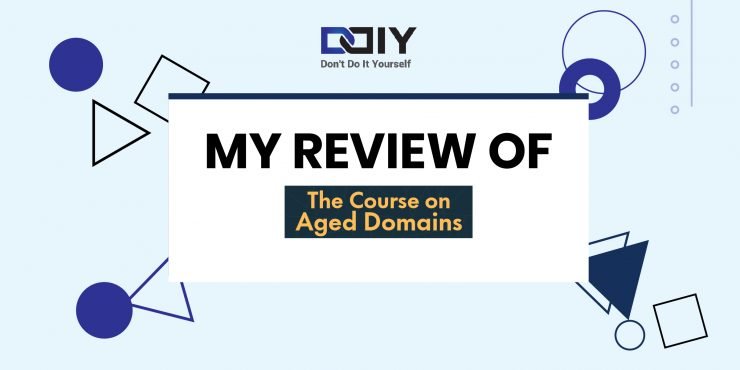 DDIY
Don't Do It Yourself
MY REVIEW OF
The Course on
Aged Domains